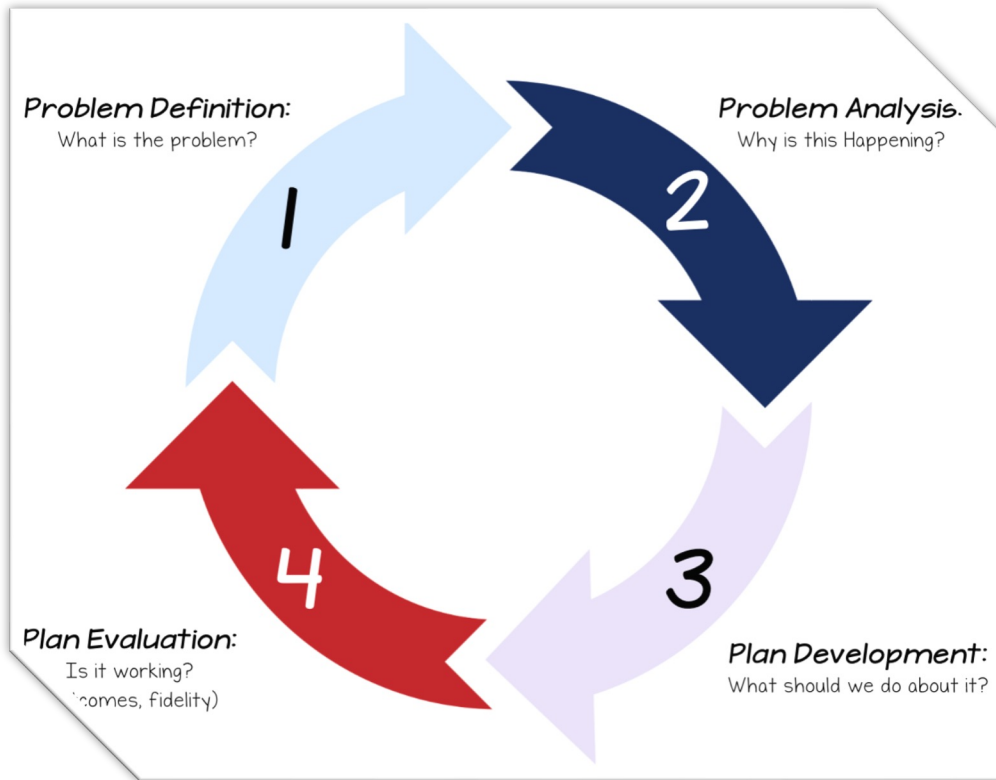 Problem Definition:
What is the problem?
1
Problem Analysis:
Why is this Happening?
2
3
Plan Development:
What should we do about it?
4
Plan Evaluation:
Is it working?
fidelity)